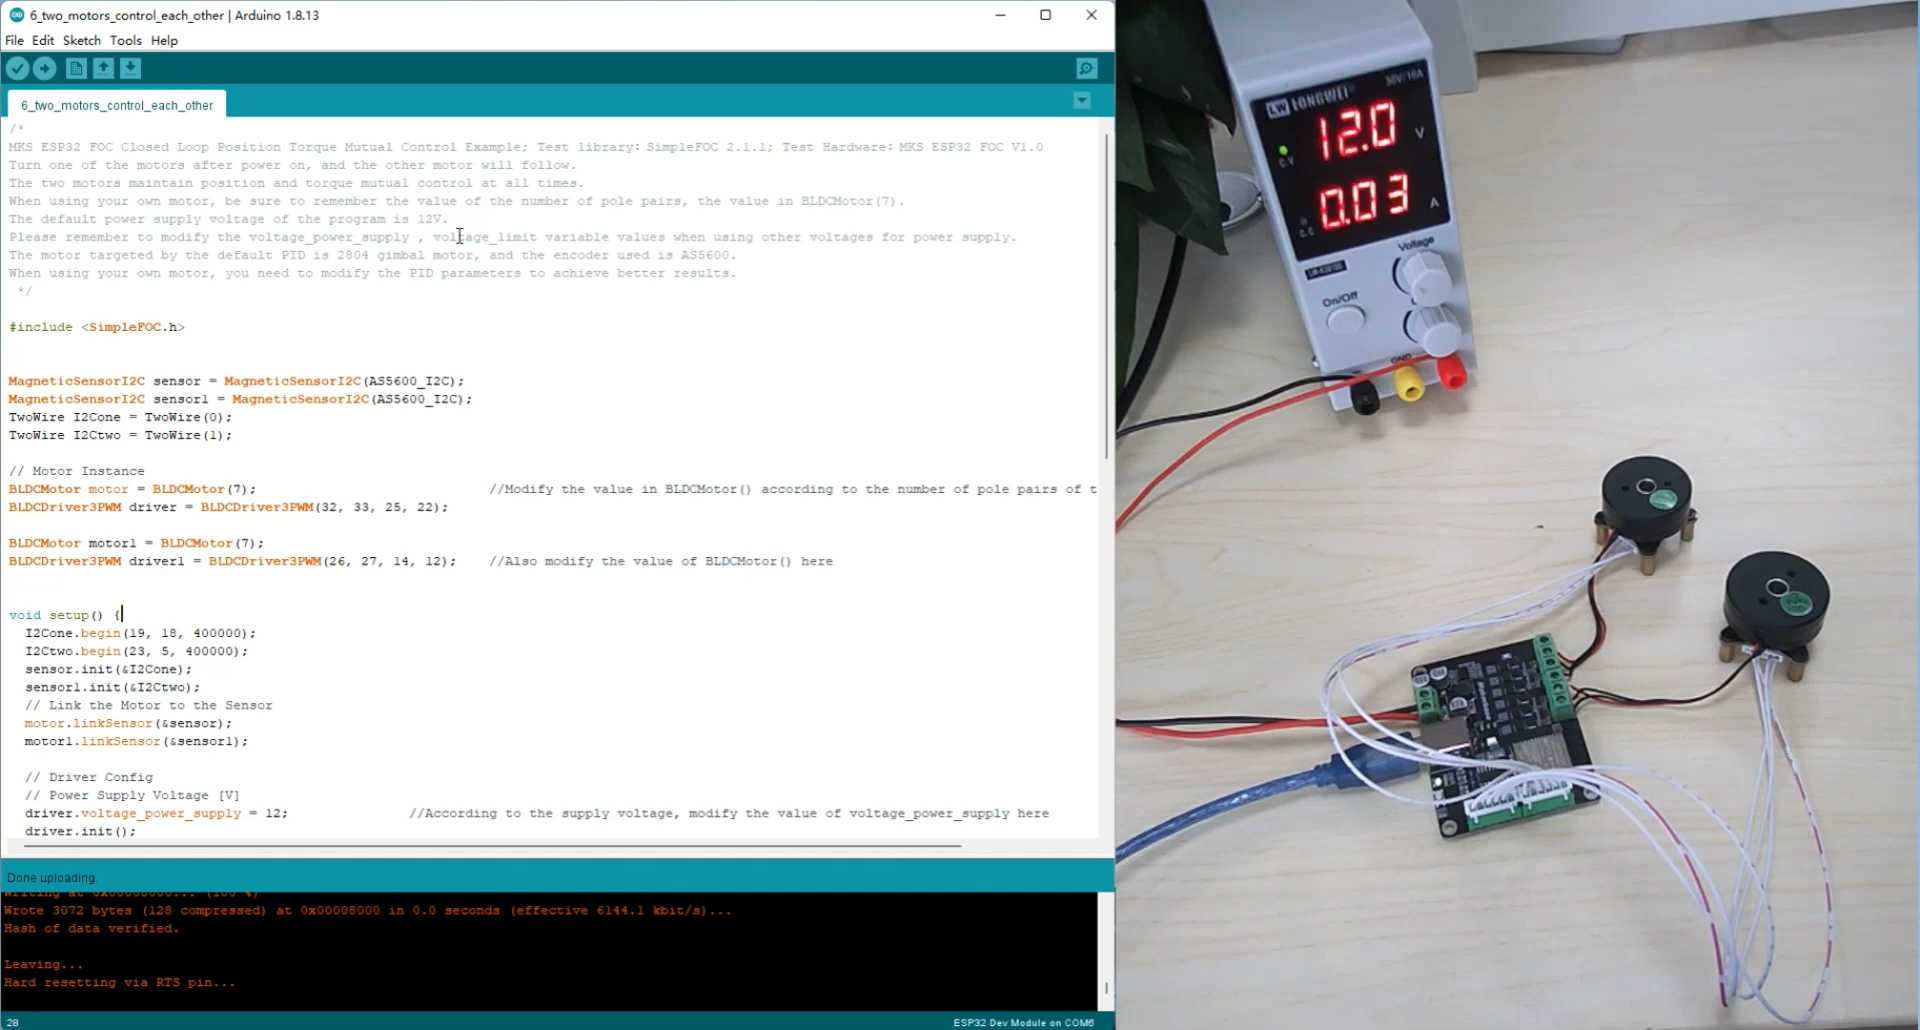 6_two_motors_control_each_other | Arduino 1.8.13
File Edit Sketch Tools Help
6_two_motors_control_each_other
/*
MKS ESP32 FOC Closed Loop Position Torque Mutual Control Example; Test library: SimpleFOC 2.1.1; Test Hardware: MKS ESP32 FOC V1.0
Turn one of the motors after power on, and the other motor will follow.
The two motors maintain position and torque mutual control at all times.
When using your own motor, be sure to remember the value of the number of pole pairs, the value in BLDCMotor(7).
The default power supply voltage of the program is 12V.
Please remember to modify the voltage_power_supply , voltage_limit variable values when using other voltages for power supply.
The motor targeted by the default PID is 2804 gimbal motor, and the encoder used is AS5600.
When using your own motor, you need to modify the PID parameters to achieve better results.
*/
#include <SimpleFOC.h>
MagneticSensorI2C sensor = MagneticSensorI2C(AS5600_I2C);
MagneticSensorI2C sensor1 = MagneticSensorI2C(AS5600_I2C);
TwoWire I2Cone = TwoWire(0);
TwoWire I2Ctwo = TwoWire(1);
// Motor Instance
BLDCMotor motor = BLDCMotor(7); //Modify the value in BLDCMotor() according to the number of pole pairs of t
BLDCDriver3PWM driver = BLDCDriver3PWM(32, 33, 25, 22);
BLDCMotor motor1 = BLDCMotor(7);
BLDCDriver3PWM driver1 = BLDCDriver3PWM(26, 27, 14, 12); //Also modify the value of BLDCMotor() here
void setup() {
I2Cone.begin(19, 18, 400000);
I2Ctwo.begin(23, 5, 400000);
sensor.init(&I2Cone);
sensor1.init(&I2Ctwo);
// Link the Motor to the Sensor
motor.linkSensor(&sensor);
motor1.linkSensor(&sensor1);
// Driver Config
// Power Supply Voltage [V]
driver.voltage_power_supply = 12; //According to the supply voltage, modify the value of voltage_power_supply here
driver.init();
Done uploading.
Writing at 0x00008000... (100 %)
Wrote 3072 bytes (128 compressed) at 0x00008000 in 0.0 seconds (effective 6144.1 kbit/s)...
Hash of data verified.
Leaving...
Hard resetting via RTS pin...
28
ESP32 Dev Module on COM6
LW LONGWEI
30V/10A
12.0 V
C.V
0.03 A
C.C
Voltage
On/Off
GND